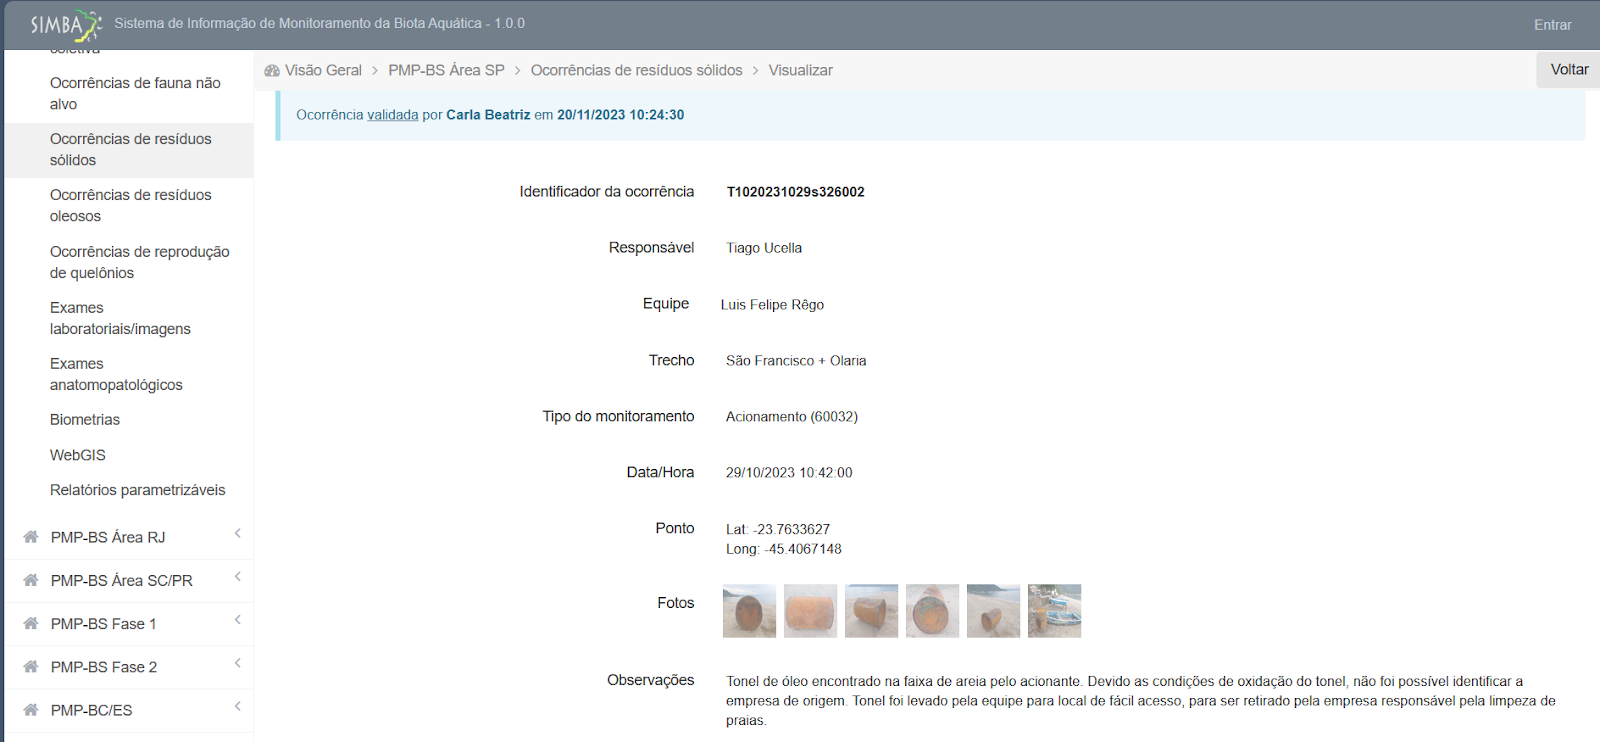 SIMBA
Sistema de Informação de Monitoramento da Biota Aquática - 1.0.0
Entrar
coletiva
Ocorrências de fauna não
alvo
Ocorrências de resíduos
sólidos
Ocorrências de resíduos
oleosos
Ocorrências de reprodução
de quelônios
Exames
laboratoriais/imagens
Exames
anatomopatológicos
Biometrias
WebGIS
Relatórios parametrizáveis
PMP-BS Área RJ
PMP-BS Área SC/PR
PMP-BS Fase 1
PMP-BS Fase 2
PMP-BC/ES
Visão Geral > PMP-BS Área SP > Ocorrências de resíduos sólidos > Visualizar
Voltar
Ocorrência validada por Carla Beatriz em 20/11/2023 10:24:30
Identificador da ocorrência T1020231029s326002
Responsável Tiago Ucella
Equipe Luis Felipe Rêgo
Trecho São Francisco + Olaria
Tipo do monitoramento Acionamento (60032)
Data/Hora 29/10/2023 10:42:00
Ponto Lat: -23.7633627
Long: -45.4067148
Fotos
Observações Tonel de óleo encontrado na faixa de areia pelo acionante. Devido as condições de oxidação do tonel, não foi possível identificar a
empresa de origem. Tonel foi levado pela equipe para local de fácil acesso, para ser retirado pela empresa responsável pela limpeza de
praias.